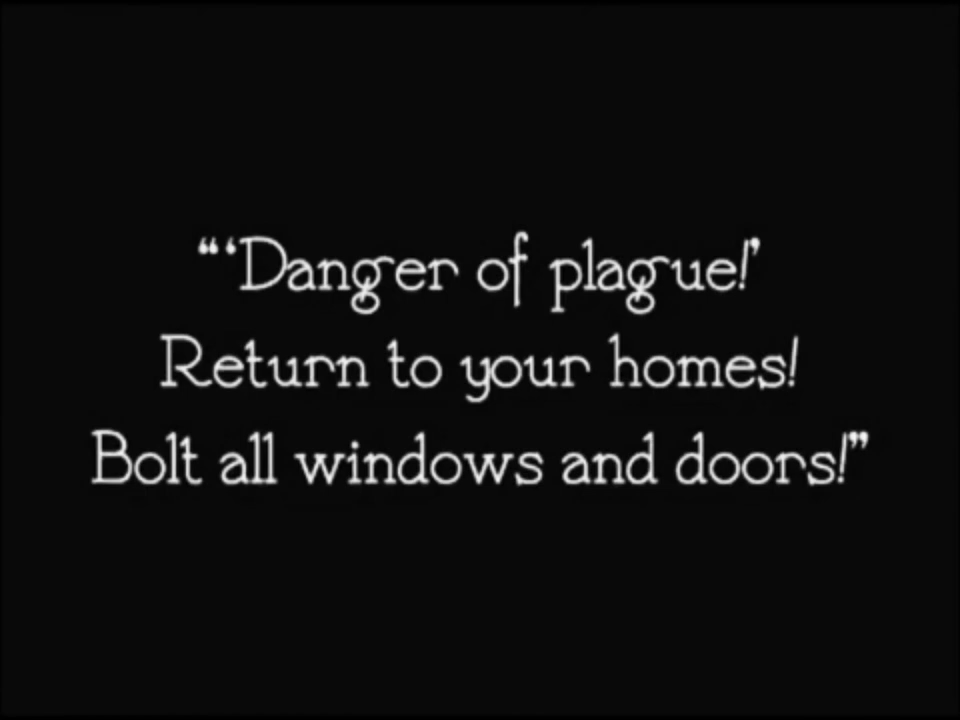 “ ‘Danger of plague!’
Return to your homes!
Bolt all windows and doors!”